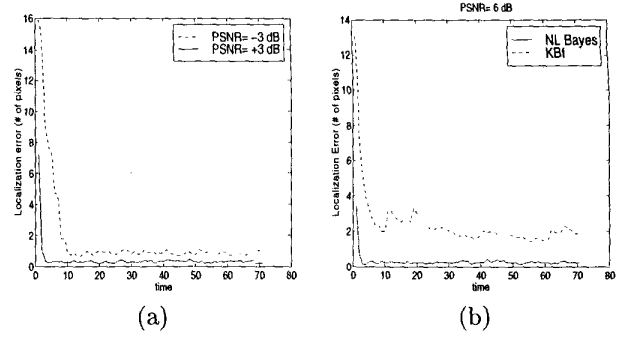 PSNR= 6 dB
16
14
12
10
8
6
4
2
0
Localization error (# of pixels)
PSNR= −3 dB
PSNR= +3 dB
0 10 20 30 40 50 60 70 80
time
(a)
14
12
10
8
6
4
2
0
Localization Error (# of pixels)
NL Bayes
KBf
0 10 20 30 40 50 60 70 80
time
(b)